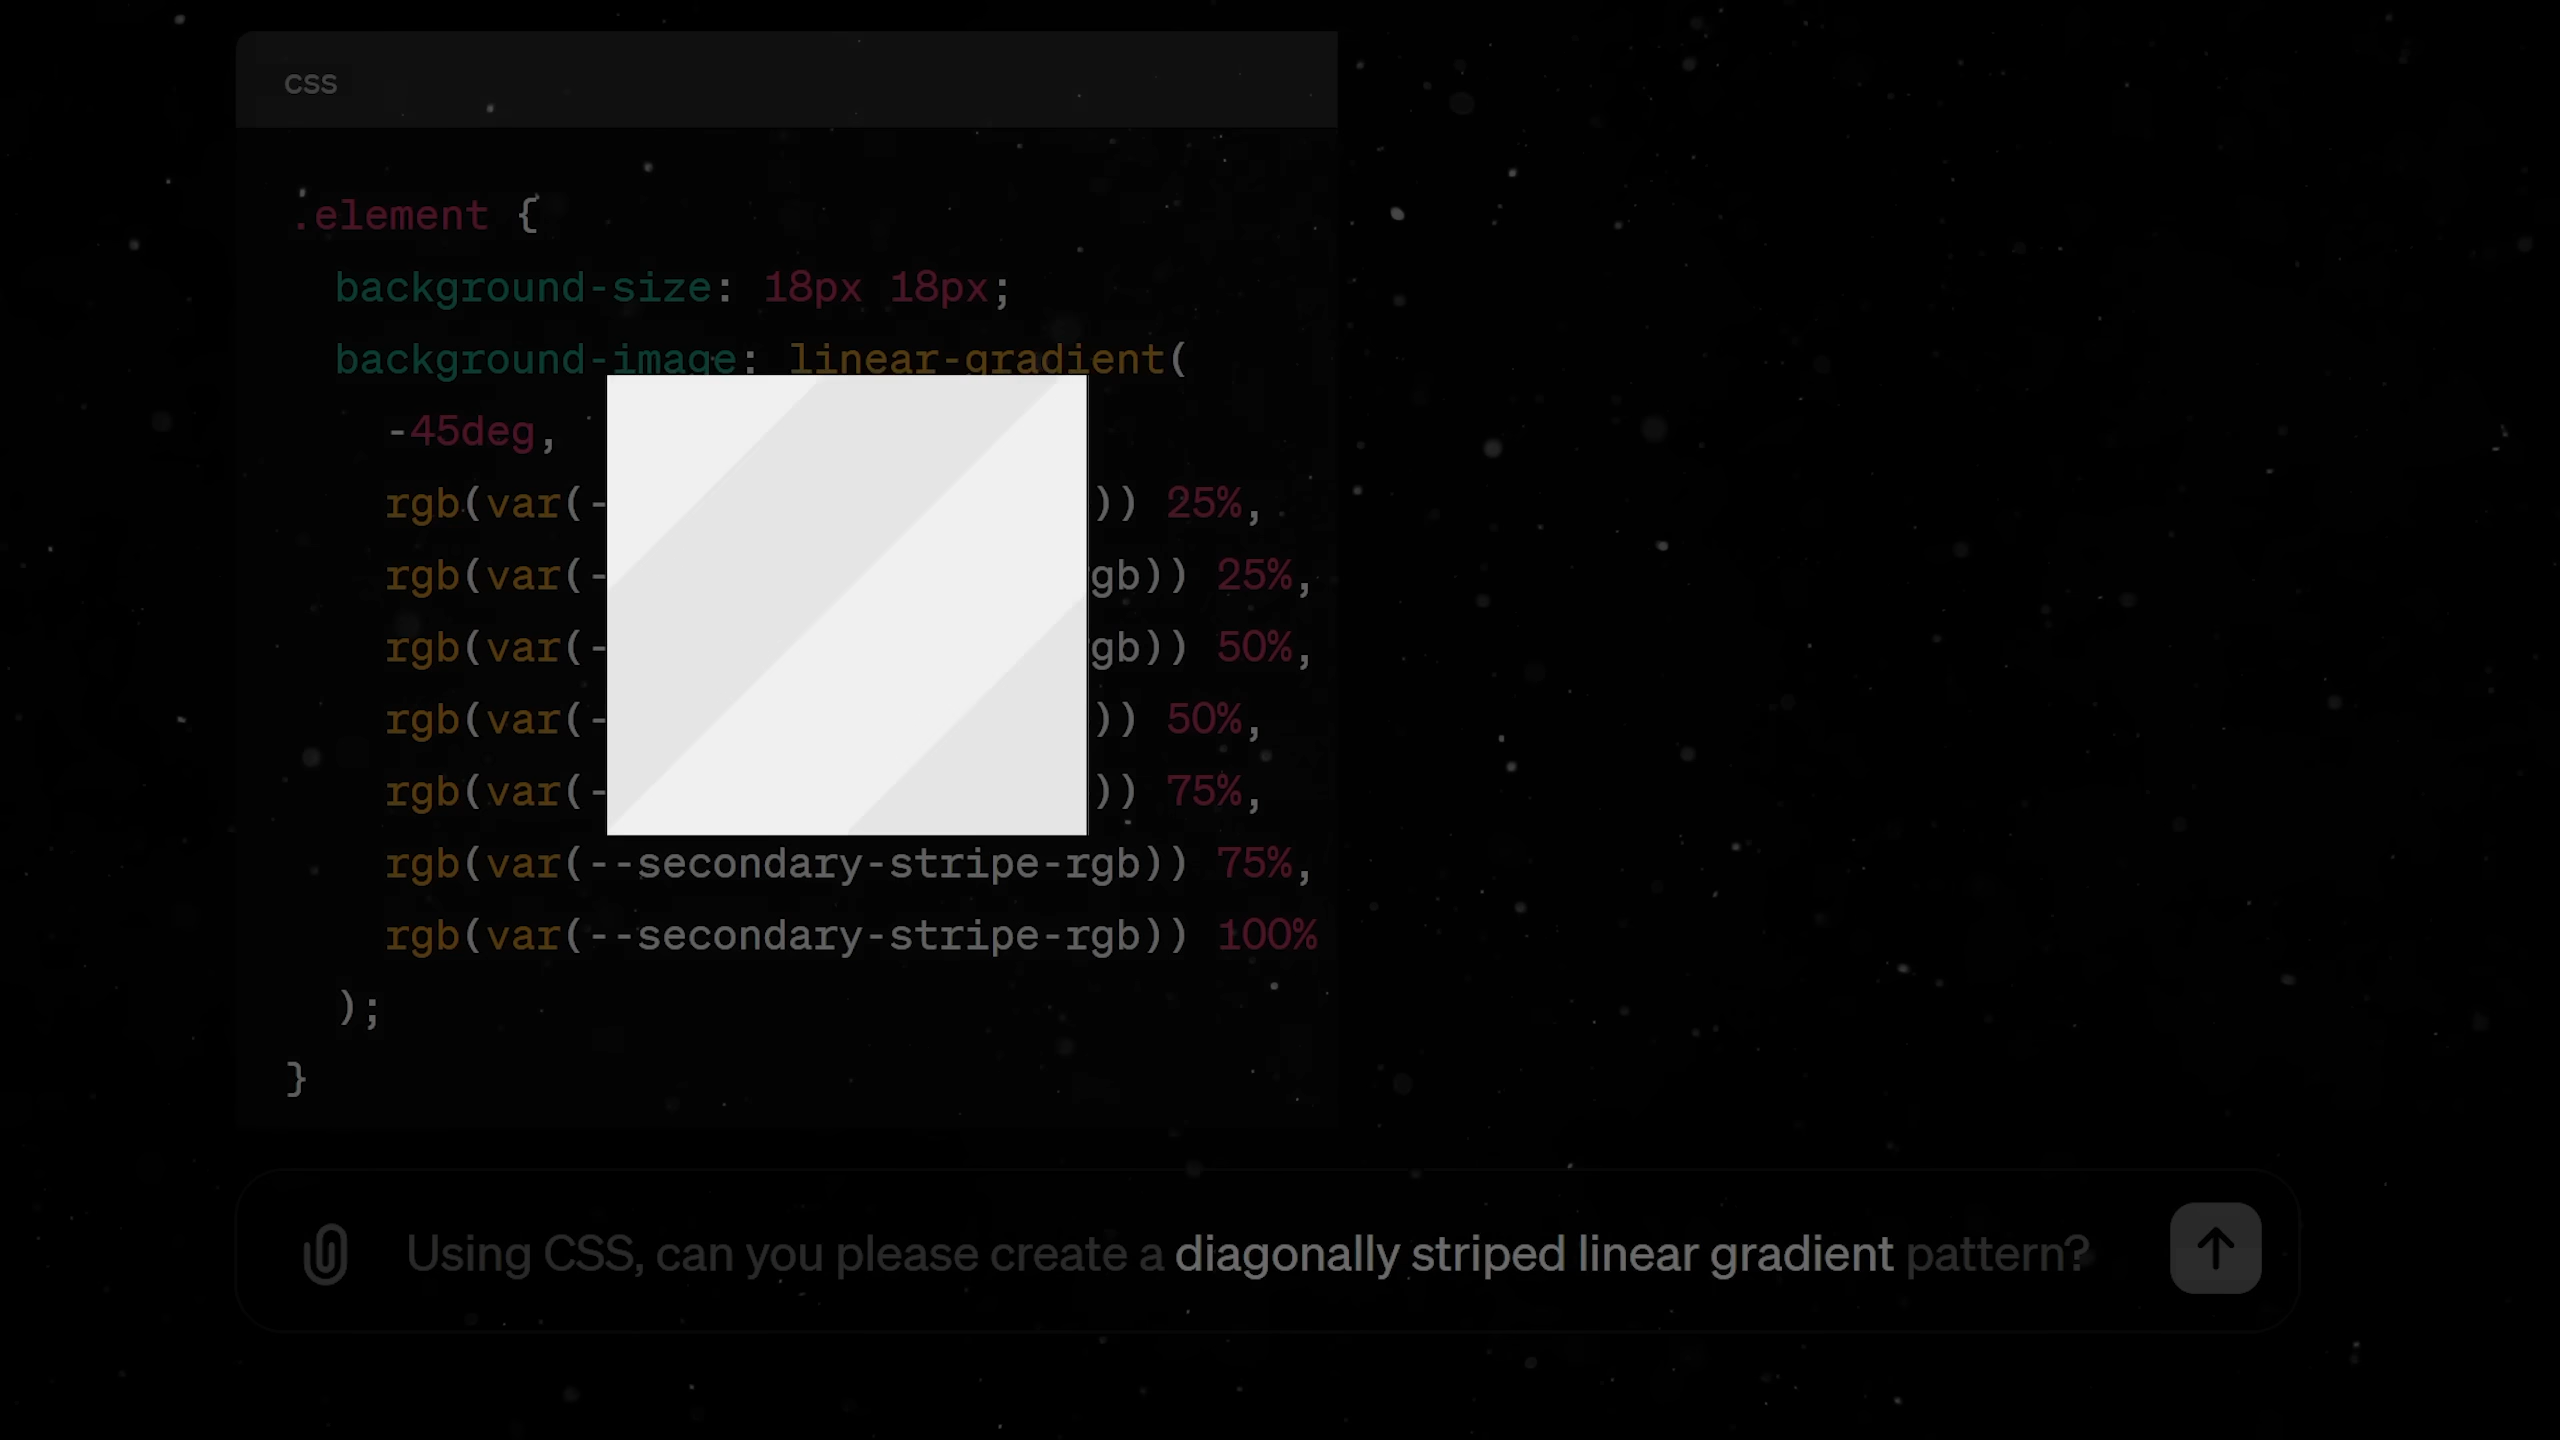 CSS
.element {
background-size: 18px 18px;
background-image: linear-gradient(
-45deg,
rgb(var(- )) 25%,
rgb(var(- gb)) 25%,
rgb(var(- gb)) 50%,
rgb(var(- )) 50%,
rgb(var(- )) 75%,
rgb(var(--secondary-stripe-rgb)) 75%,
rgb(var(--secondary-stripe-rgb)) 100%
);
}
Using CSS, can you please create a diagonally striped linear gradient pattern?